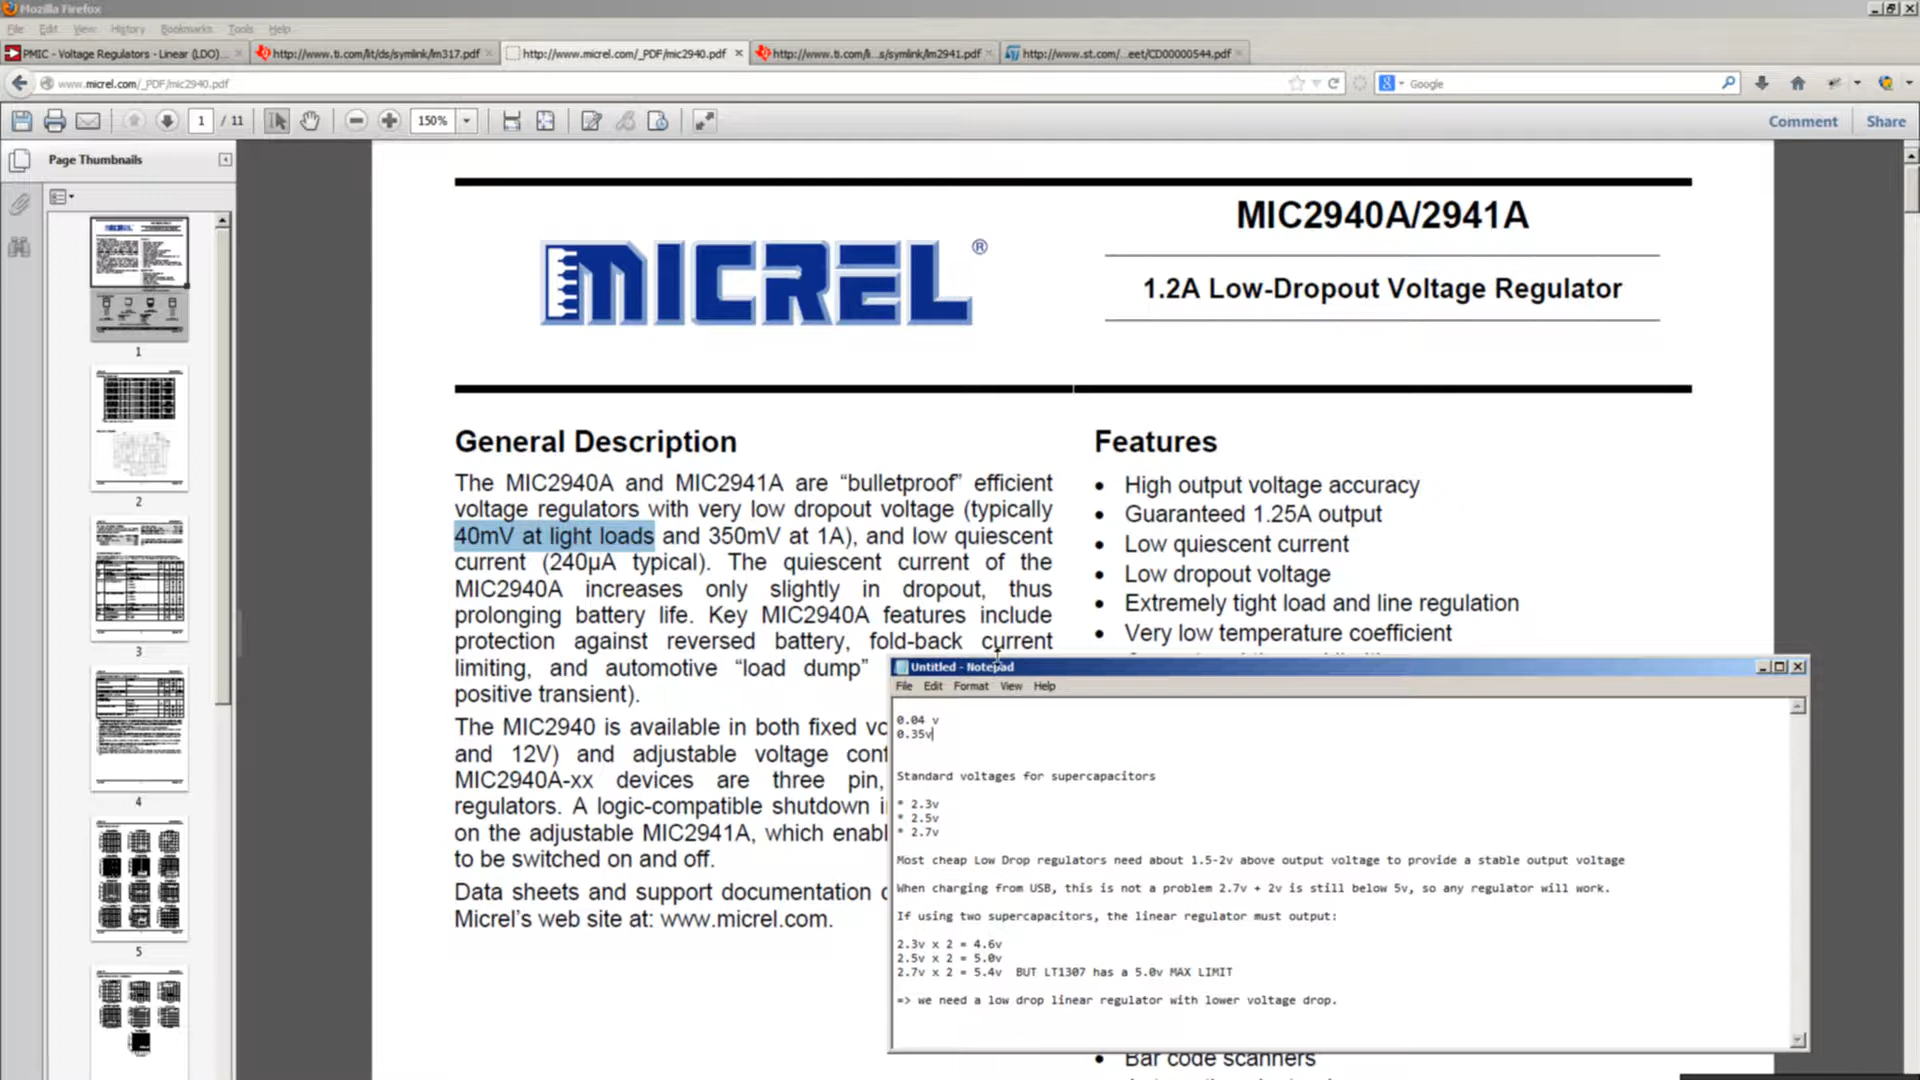 Mozilla Firefox
File Edit View History Bookmarks Tools Help
PMIC - Voltage Regulators - Linear (LDO)...
http://www.ti.com/lit/ds/symlink/lm317.pdf
http://www.micrel.com/_PDF/mic2940.pdf
http://www.ti.com/l...s/symlink/lm2941.pdf
http://www.st.com/...eet/CD00000544.pdf
www.micrel.com/_PDF/mic2940.pdf
Google
1 / 11
150%
Comment Share
Page Thumbnails
1
2
3
4
5
MICREL ®
MIC2940A/2941A
1.2A Low-Dropout Voltage Regulator
General Description
The MIC2940A and MIC2941A are “bulletproof” efficient
voltage regulators with very low dropout voltage (typically
40mV at light loads and 350mV at 1A), and low quiescent
current (240µA typical). The quiescent current of the
MIC2940A increases only slightly in dropout, thus
prolonging battery life. Key MIC2940A features include
protection against reversed battery, fold-back current
limiting, and automotive “load dump”
positive transient).
The MIC2940 is available in both fixed
and 12V) and adjustable voltage
MIC2940A-xx devices are three pin,
regulators. A logic-compatible shutdown
on the adjustable MIC2941A, which
to be switched on and off.
Data sheets and support documentation
Micrel’s web site at: www.micrel.com.
Features
• High output voltage accuracy
• Guaranteed 1.25A output
• Low quiescent current
• Low dropout voltage
• Extremely tight load and line regulation
• Very low temperature coefficient
Untitled - Notepad
File Edit Format View Help
0.04 v
0.35v
Standard voltages for supercapacitors
* 2.3v
* 2.5v
* 2.7v
Most cheap Low Drop regulators need about 1.5-2v above output voltage to provide a stable output voltage
When charging from USB, this is not a problem 2.7v + 2v is still below 5v, so any regulator will work.
If using two supercapacitors, the linear regulator must output:
2.3v x 2 = 4.6v
2.5v x 2 = 5.0v
2.7v x 2 = 5.4v BUT LT1307 has a 5.0v MAX LIMIT
=> we need a low drop linear regulator with lower voltage drop.
• Bar code scanners